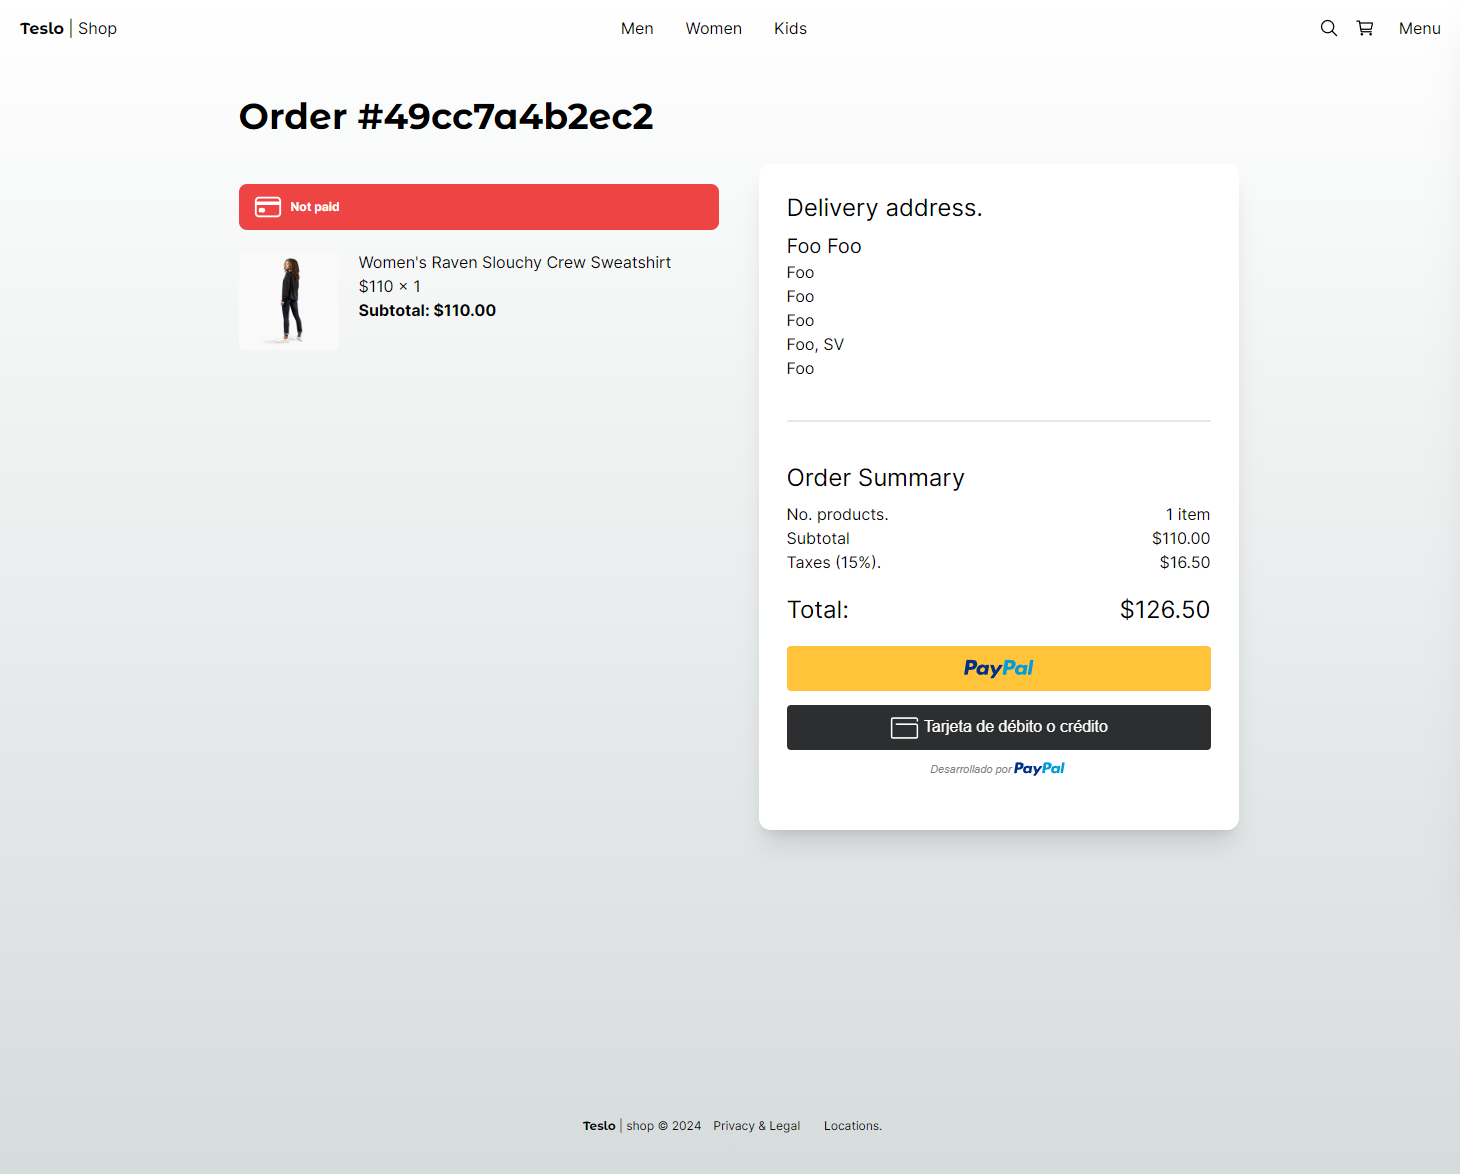 Teslo | Shop
Men
Women
Kids
Menu
Order #49cc7a4b2ec2
Not paid
Women's Raven Slouchy Crew Sweatshirt
$110 × 1
Subtotal: $110.00
Delivery address.
Foo Foo
Foo
Foo
Foo
Foo, SV
Foo
Order Summary
No. products. 1 item
Subtotal $110.00
Taxes (15%). $16.50
Total: $126.50
PayPal
Tarjeta de débito o crédito
Desarrollado por PayPal
Teslo | shop © 2024 Privacy & Legal Locations.